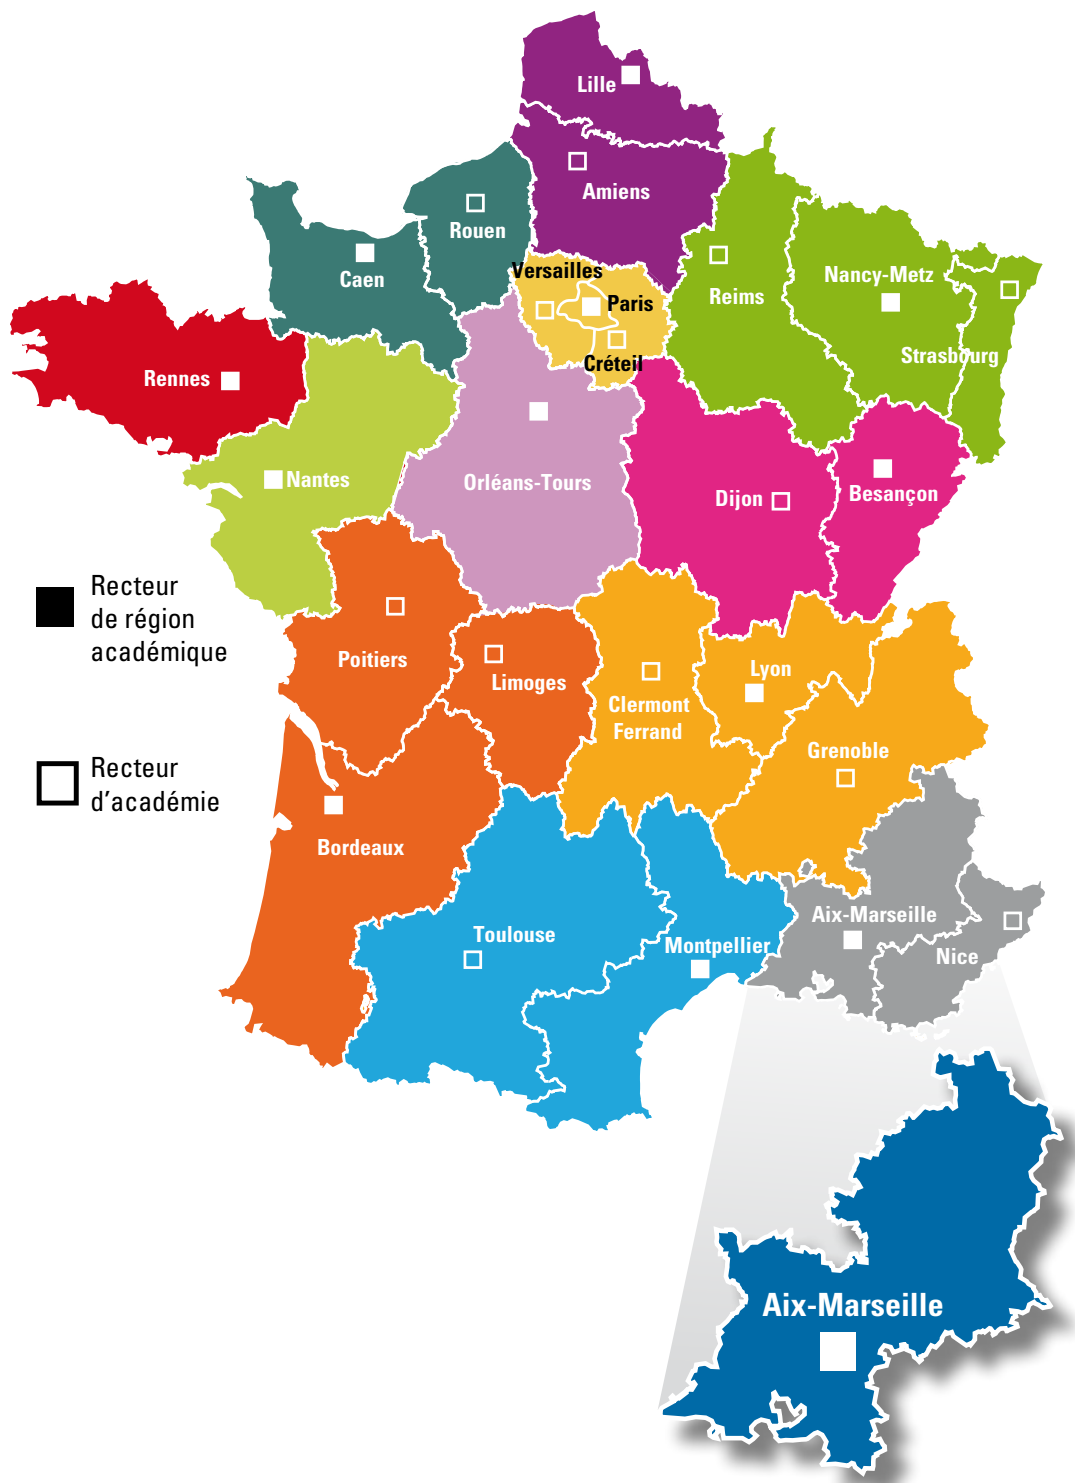 Lille
Amiens
Rouen
Caen
Versailles
Paris
Créteil
Reims
Nancy-Metz
Strasbourg
Rennes
Nantes
Orléans-Tours
Dijon
Besançon
Recteur
de région
académique
Poitiers
Limoges
Clermont
Ferrand
Lyon
Grenoble
Recteur
d'académie
Bordeaux
Toulouse
Montpellier
Aix-Marseille
Nice
Aix-Marseille